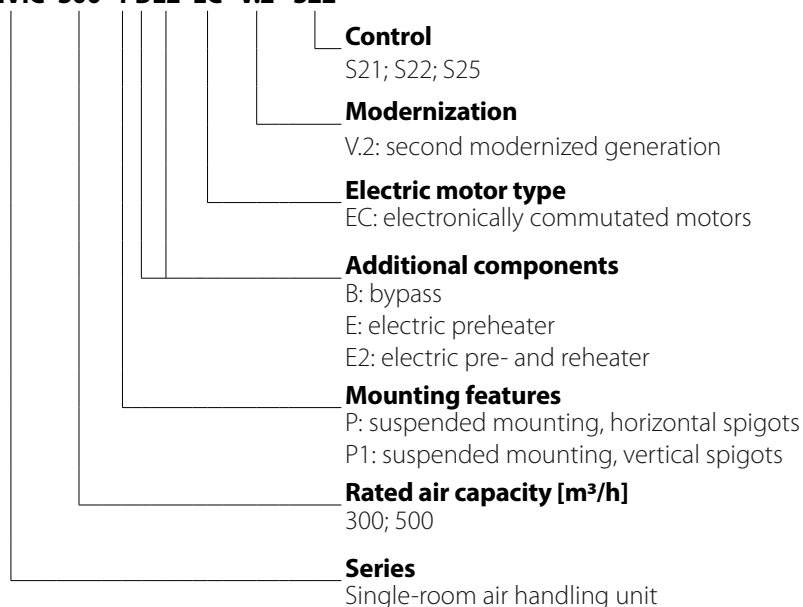 Control
S21; S22; S25
Modernization
V.2: second modernized generation
Electric motor type
EC: electronically commutated motors
Additional components
B: bypass
E: electric preheater
E2: electric pre- and reheater
Mounting features
P: suspended mounting, horizontal spigots
P1: suspended mounting, vertical spigots
Rated air capacity [m³/h]
300; 500
Series
Single-room air handling unit